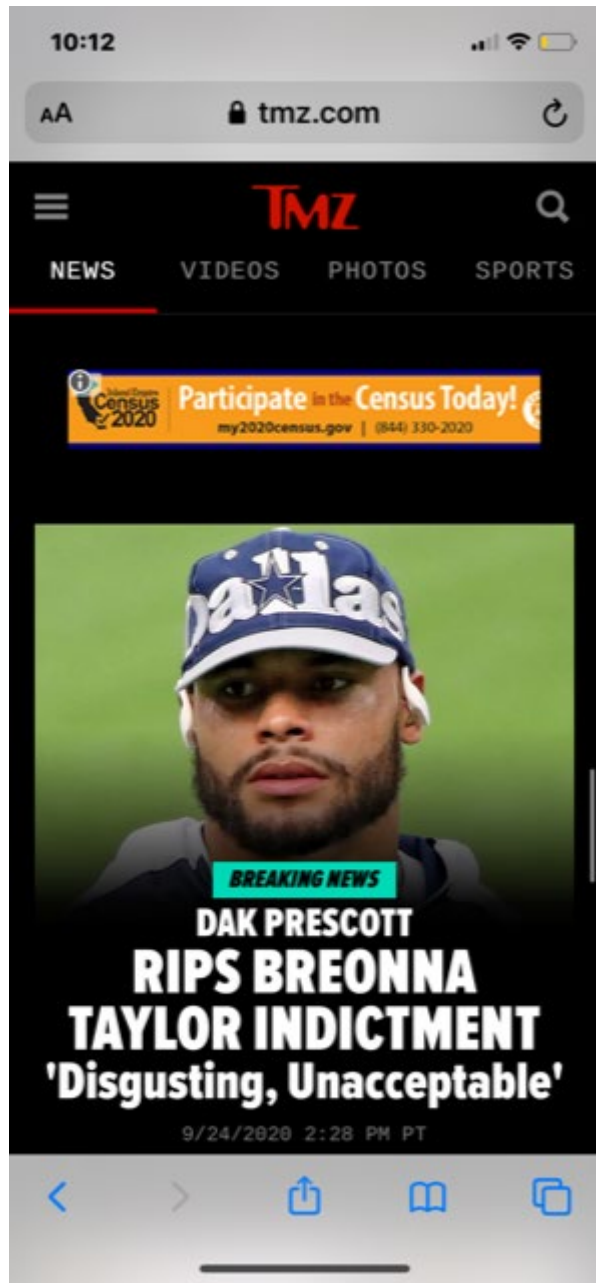 10:12
AA tmz.com
TMZ
NEWS VIDEOS PHOTOS SPORTS
Census 2020
Participate in the Census Today!
my2020census.gov | (844) 330-2020
Dallas
BREAKING NEWS
DAK PRESCOTT
RIPS BREONNA
TAYLOR INDICTMENT
'Disgusting, Unacceptable'
9/24/2020 2:28 PM PT